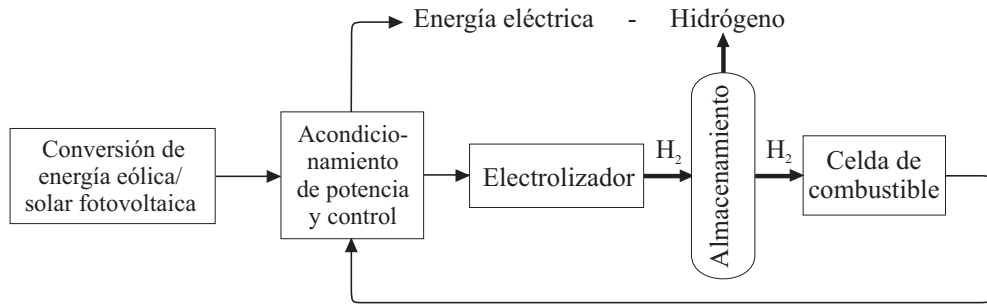 Energía eléctrica - Hidrógeno
Conversión de
energía eólica/
solar fotovoltaica
Acondicio-
namiento
de potencia
y control
Electrolizador
H2
Almacenamiento
H2
Celda de
combustible